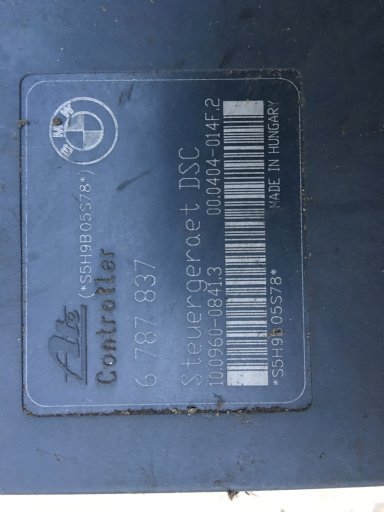 BMW
Ate (*S5H9B05S78*)
Controller
6 787 837
Steuergeraet DSC
10.0960-0841.3 00.0404-014F.2
*S5H9B05S78*
MADE IN HUNGARY